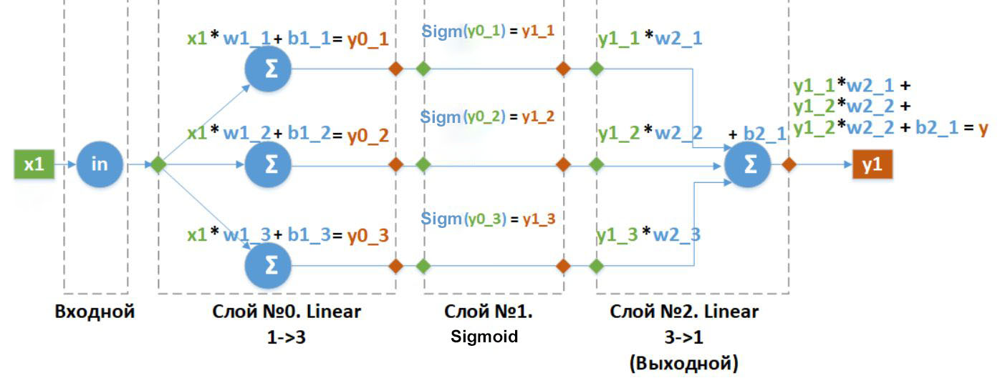 x1* w1_1+ b1_1= y0_1
Sigm(y0_1) = y1_1
y1_1 *w2_1
Σ
y1_1*w2_1 +
y1_2*w2_2 +
y1_2*w2_2 + b2_1 = y
Sigm(y0_2) = y1_2
x1* w1_2+ b1_2= y0_2
y1_2*w2_2
+ b2_1
x1
in
Σ
Σ
y1
Sigm(y0_3) = y1_3
x1* w1_3+ b1_3= y0_3
y1_3 *w2_3
Σ
Входной
Слой №0. Linear
1->3
Слой №1.
Sigmoid
Слой №2. Linear
3->1
(Выходной)